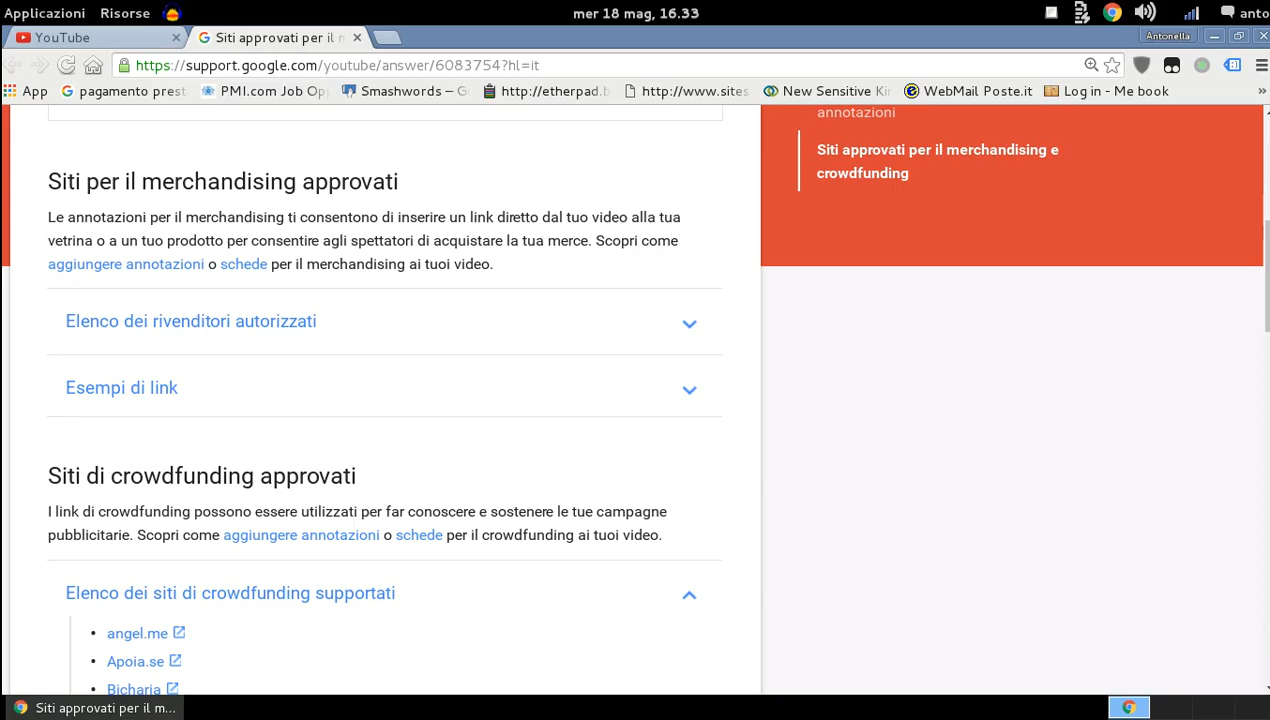 Applicazioni Risorse mer 18 mag, 16.33 anto
YouTube Siti approvati per il m Antonella
https://support.google.com/youtube/answer/6083754?hl=it
App pagamento prest PMI.com Job Op Smashwords – G http://etherpad.b http://www.sites New Sensitive Kin WebMail Poste.it Log in - Me book »
annotazioni
Siti approvati per il merchandising e
crowdfunding
Siti per il merchandising approvati
Le annotazioni per il merchandising ti consentono di inserire un link diretto dal tuo video alla tua
vetrina o a un tuo prodotto per consentire agli spettatori di acquistare la tua merce. Scopri come
aggiungere annotazioni o schede per il merchandising ai tuoi video.
Elenco dei rivenditori autorizzati
Esempi di link
Siti di crowdfunding approvati
I link di crowdfunding possono essere utilizzati per far conoscere e sostenere le tue campagne
pubblicitarie. Scopri come aggiungere annotazioni o schede per il crowdfunding ai tuoi video.
Elenco dei siti di crowdfunding supportati
• angel.me
• Apoia.se
• Bicharia
Siti approvati per il m...